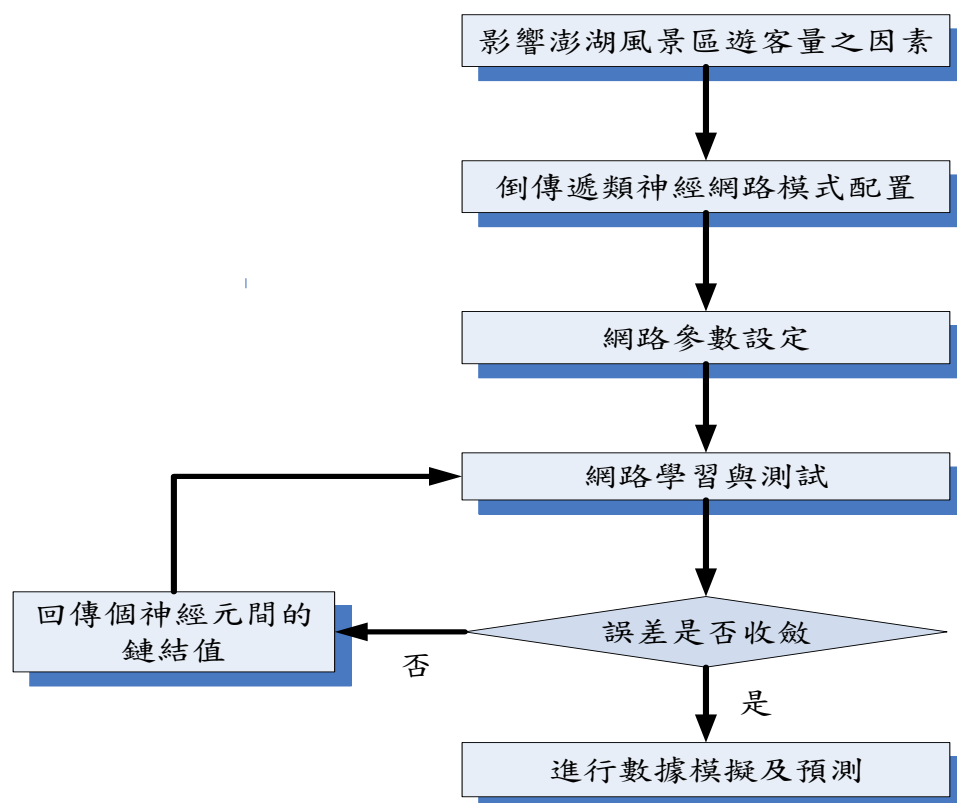 影響澎湖風景區遊客量之因素
倒傳遞類神經網路模式配置
網路參數設定
網路學習與測試
回傳個神經元間的
鏈結值
誤差是否收斂
否
是
進行數據模擬及預測